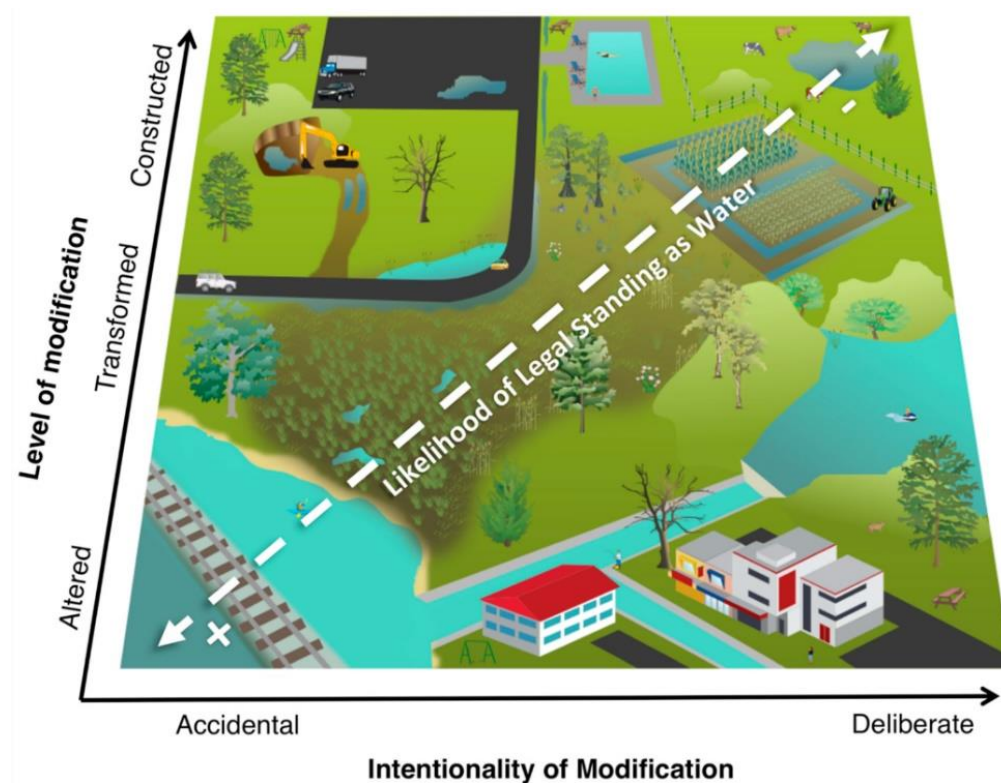 Constructed
Transformed
Altered
Level of modification
Likelihood of Legal Standing as Water
-
+
Accidental
Deliberate
Intentionality of Modification